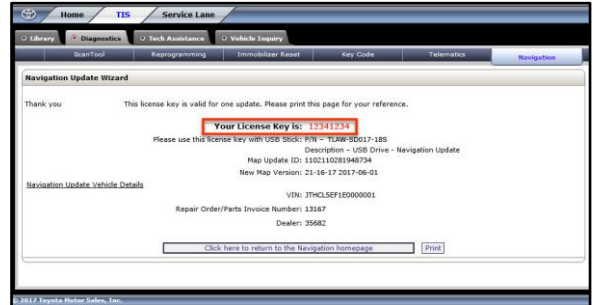 Home TIS Service Lane
Library Diagnostics Tech Assistance Vehicle Inquiry
ScanTool Reprogramming Immobilizer Reset Key Code Telematics Navigation
Navigation Update Wizard
Thank you This license key is valid for one update. Please print this page for your reference.
Your License Key is: 12341234
Please use this license key with USB Stick: P/N - TLAW-SD017-18S
Description - USB Drive - Navigation Update
Map Update ID: 1102110281948734
New Map Version: 21-16-17 2017-06-01
Navigation Update Vehicle Details
VIN: JTHCL5EF1E0000001
Repair Order/Parts Invoice Number: 13167
Dealer: 35682
Click here to return to the Navigation homepage Print
© 2017 Toyota Motor Sales, Inc.